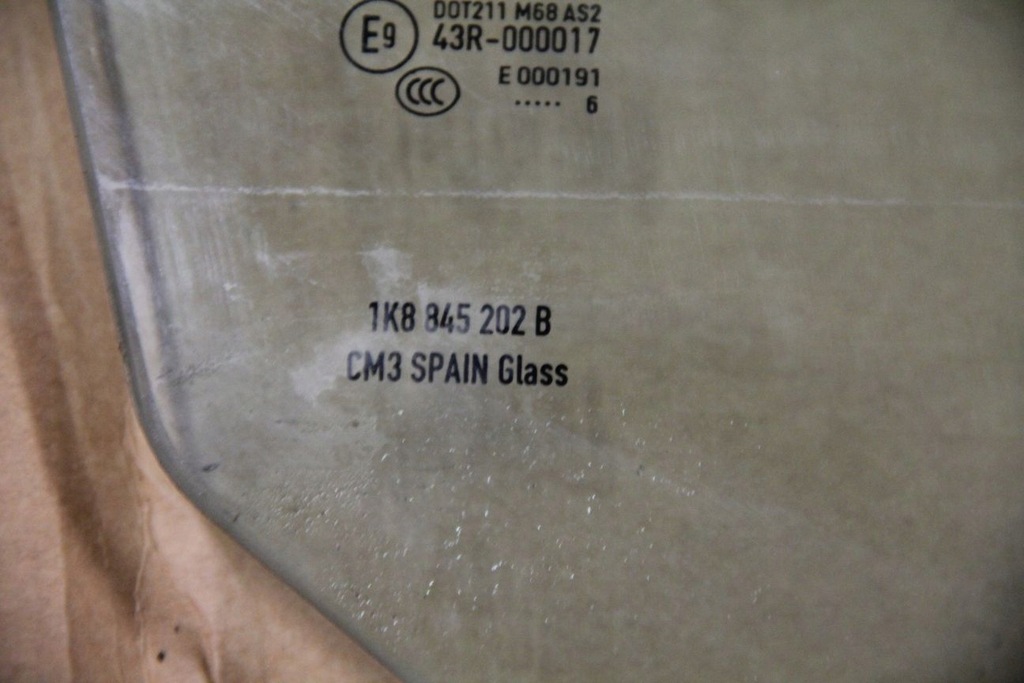 DOT211 M68 AS2
E9 43R-000017
CCC E 000191
..... 6
1K8 845 202 B
CM3 SPAIN Glass